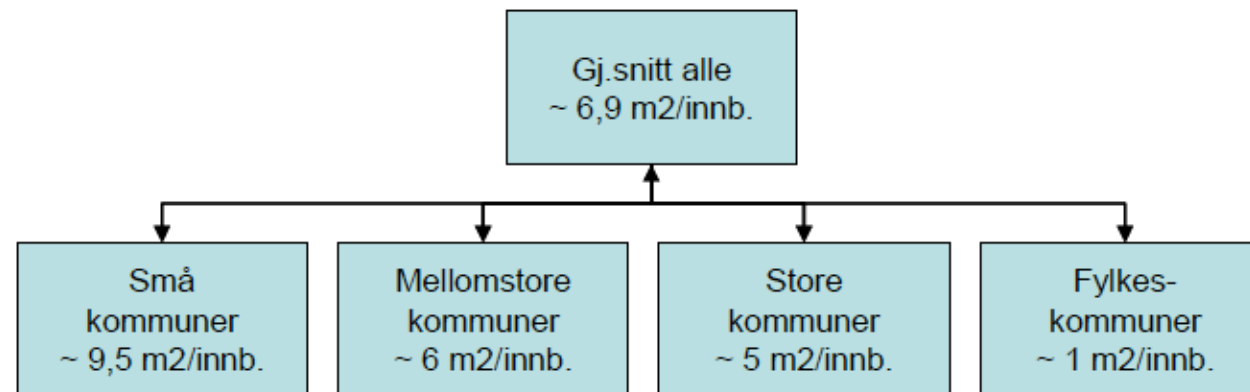 Gj.snitt alle
~ 6,9 m2/innb.
Små
kommuner
~ 9,5 m2/innb.
Mellomstore
kommuner
~ 6 m2/innb.
Store
kommuner
~ 5 m2/innb.
Fylkes-
kommuner
~ 1 m2/innb.